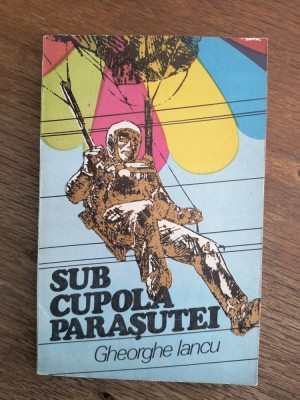 SUB
CUPOLA
PARAȘUTEI
Gheorghe Iancu